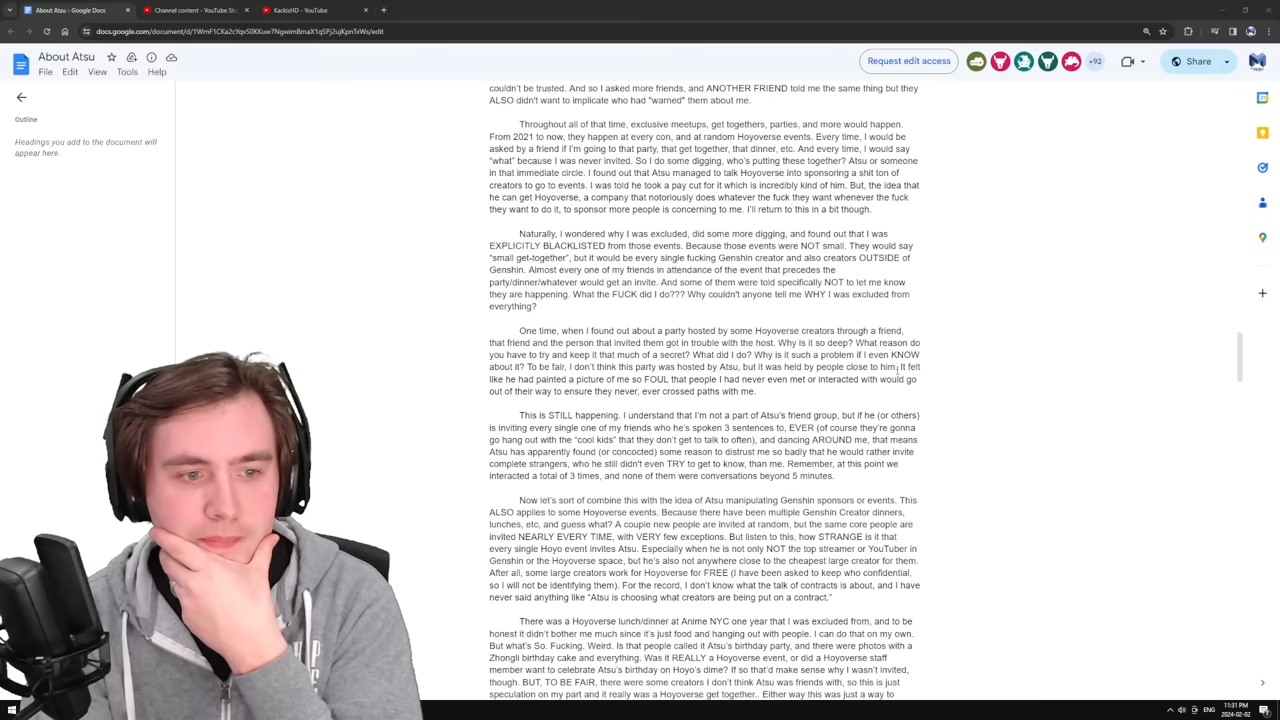 About Atsu - Google Docs
Channel content - YouTube St
KackisHD - YouTube
About Atsu
File Edit View Tools Help
Request edit access
+92
Share
Outline
Headings you add to the document will
appear here.
couldn't be trusted. And so I asked more friends, and ANOTHER FRIEND told me the same thing but they
ALSO didn't want to implicate who had "warned" them about me.
Throughout all of that time, exclusive meetups, get togethers, parties, and more would happen.
From 2021 to now, they happen at every con, and at random Hoyoverse events. Every time, I would be
asked by a friend if I'm going to that party, that get together, that dinner, etc. And every time, I would say
"what" because I was never invited. So I do some digging, who's putting these together? Atsu or someone
in that immediate circle. I found out that Atsu managed to talk Hoyoverse into sponsoring a shit ton of
creators to go to events. I was told he took a pay cut for it which is incredibly kind of him. But, the idea that
he can get Hoyoverse, a company that notoriously does whatever the fuck they want whenever the fuck
they want to do it, to sponsor more people is concerning to me. I'll return to this in a bit though.
Naturally, I wondered why I was excluded, did some more digging, and found out that I was
EXPLICITLY BLACKLISTED from those events. Because those events were NOT small. They would say
"small get-together", but it would be every single fucking Genshin creator and also creators OUTSIDE of
Genshin. Almost every one of my friends in attendance of the event that precedes the
party/dinner/whatever would get an invite. And some of them were told specifically NOT to let me know
they are happening. What the FUCK did I do??? Why couldn't anyone tell me WHY I was excluded from
everything?
One time, when I found out about a party hosted by some Hoyoverse creators through a friend,
that friend and the person that invited them got in trouble with the host. Why is it so deep? What reason do
you have to try and keep it that much of a secret? What did I do? Why is it such a problem if I even KNOW
about it? To be fair, I don't think this party was hosted by Atsu, but it was held by people close to him. It felt
like he had painted a picture of me so FOUL that people I had never even met or interacted with would go
out of their way to ensure they never, ever crossed paths with me.
This is STILL happening. I understand that I'm not a part of Atsu's friend group, but if he (or others)
is inviting every single one of my friends who he's spoken 3 sentences to, EVER (of course they're gonna
go hang out with the "cool kids" that they don't get to talk to often), and dancing AROUND me, that means
Atsu has apparently found (or concocted) some reason to distrust me so badly that he would rather invite
complete strangers, who he still didn't even TRY to get to know, than me. Remember, at this point we
interacted a total of 3 times, and none of them were conversations beyond 5 minutes.
Now let's sort of combine this with the idea of Atsu manipulating Genshin sponsors or events. This
ALSO applies to some Hoyoverse events. Because there have been multiple Genshin Creator dinners,
lunches, etc, and guess what? A couple new people are invited at random, but the same core people are
invited NEARLY EVERY TIME, with VERY few exceptions. But listen to this, how STRANGE is it that
every single Hoyo event invites Atsu. Especially when he is not only NOT the top streamer or YouTuber in
Genshin or the Hoyoverse space, but he's also not anywhere close to the cheapest large creator for them.
After all, some large creators work for Hoyoverse for FREE (I have been asked to keep who confidential,
so I will not be identifying them). For the record, I don't know what the talk of contracts is about, and I have
never said anything like "Atsu is choosing what creators are being put on a contract."
There was a Hoyoverse lunch/dinner at Anime NYC one year that I was excluded from, and to be
honest it didn't bother me much since it's just food and hanging out with people. I can do that on my own.
But what's So. Fucking. Weird. Is that people called it Atsu's birthday party, and there were photos with a
Zhongli birthday cake and everything. Was it REALLY a Hoyoverse event, or did a Hoyoverse staff
member want to celebrate Atsu's birthday on Hoyo's dime? If so that'd make sense why I wasn't invited,
though. BUT, TO BE FAIR, there were some creators I don't think Atsu was friends with, so this is just
speculation on my part and it really was a Hoyoverse get together.. Either way this was just a way to
ENG
11:31 PM
2024-02-02